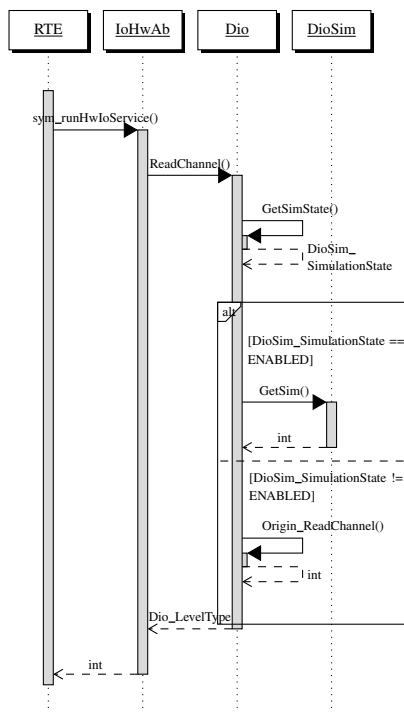 RTE
IoHwAb
Dio
DioSim
sym_runHwIoService()
ReadChannel()
GetSimState()
DioSim_
SimulationState
alt
[DioSim_SimulationState ==
ENABLED]
GetSim()
int
[DioSim_SimulationState !=
ENABLED]
Origin_ReadChannel()
int
Dio_LevelType
int